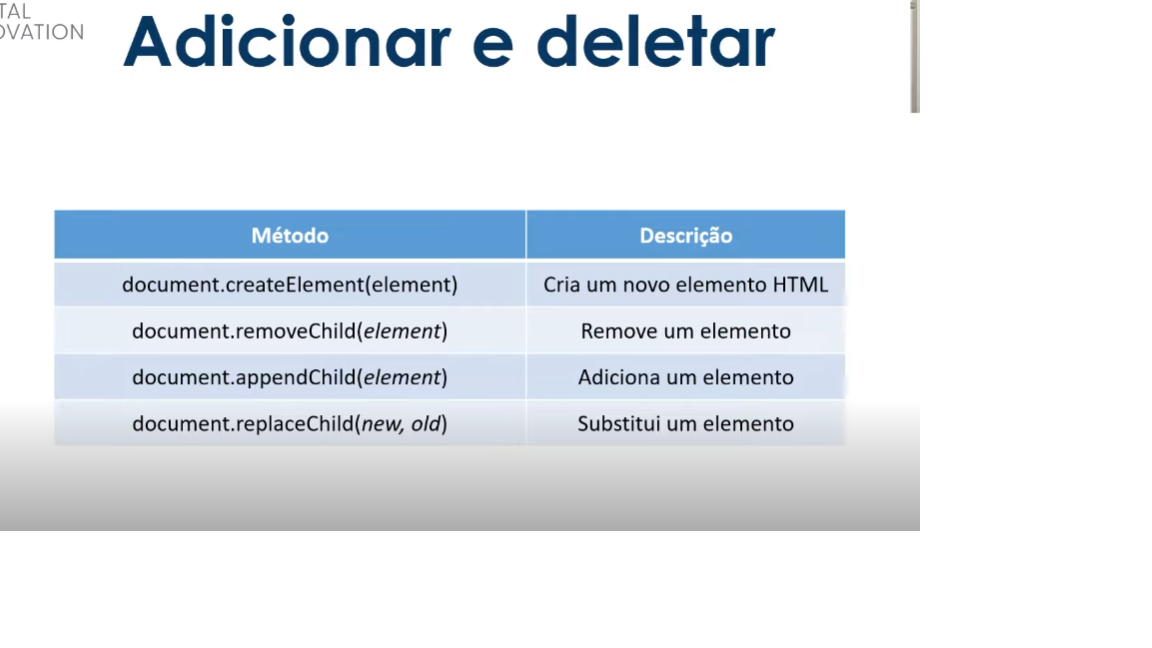 TAL
OVATION
Adicionar e deletar
Método Descrição
document.createElement(element) Cria um novo elemento HTML
document.removeChild(element) Remove um elemento
document.appendChild(element) Adiciona um elemento
document.replaceChild(new, old) Substitui um elemento